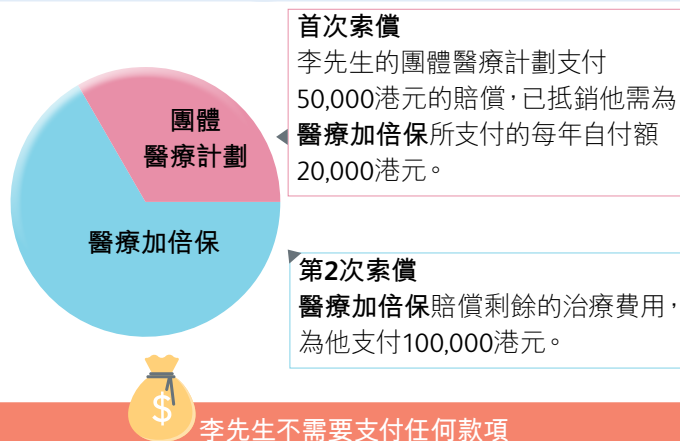 團體
醫療計劃
醫療加倍保
首次索償
李先生的團體醫療計劃支付
50,000港元的賠償，已抵銷他需為
醫療加倍保所支付的每年自付額
20,000港元。
第2次索償
醫療加倍保賠償剩餘的治療費用，
為他支付100,000港元。
$
李先生不需要支付任何款項